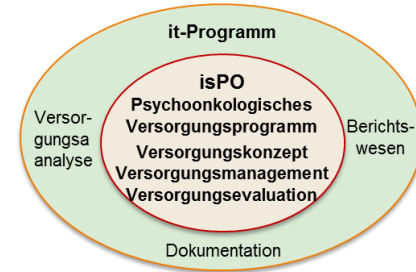 it-Programm
isPO
Psychoonkologisches
Versorgungsprogramm
Versorgungskonzept
Versorgungsmanagement
Versorgungsevaluation
Versor-
gungsa
analyse
Berichts-
wesen
Dokumentation